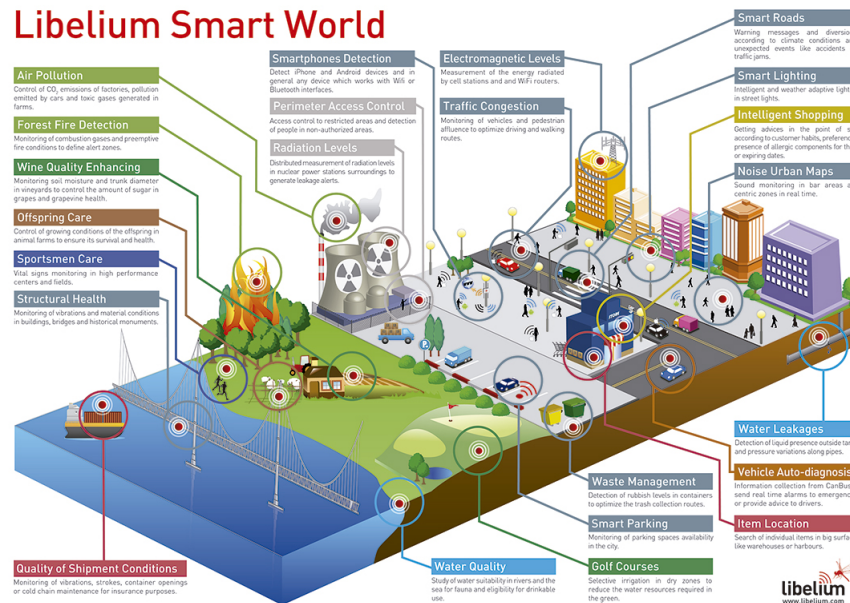 Libelium Smart World
Air Pollution
Control of CO2 emissions of factories, pollution
emitted by cars and toxic gases generated in
farms.
Forest Fire Detection
Monitoring of combustion gases and preemptive
fire conditions to define alert zones.
Wine Quality Enhancing
Monitoring soil moisture and trunk diameter
in vineyards to control the amount of sugar in
grapes and grapevine health.
Offspring Care
Control of growing conditions of the offspring in
animal farms to ensure its survival and health.
Sportsmen Care
Vital signs monitoring in high performance
centers and fields.
Structural Health
Monitoring of vibrations and material conditions
in buildings, bridges and historical monuments.
Quality of Shipment Conditions
Monitoring of vibrations, strokes, container openings
or cold chain maintenance for insurance purposes.
Smartphones Detection
Detect iPhone and Android devices and in
general any device which works with Wifi or
Bluetooth interfaces.
Perimeter Access Control
Access control to restricted areas and detection
of people in non-authorized areas.
Radiation Levels
Distributed measurement of radiation levels
in nuclear power stations surroundings to
generate leakage alerts.
Electromagnetic Levels
Measurement of the energy radiated
by cell stations and and WiFi routers.
Traffic Congestion
Monitoring of vehicles and pedestrian
affluence to optimize driving and walking
routes.
Smart Roads
Warning messages and diversio
according to climate conditions a
unexpected events like accidents
traffic jams.
Smart Lighting
Intelligent and weather adaptive light
in street lights.
Intelligent Shopping
Getting advices in the point of s
according to customer habits, preferenc
presence of allergic components for th
or expiring dates.
Noise Urban Maps
Sound monitoring in bar areas a
centric zones in real time.
Water Leakages
Detection of liquid presence outside ta
and pressure variations along pipes.
Vehicle Auto-diagnosis
Information collection from CanBus
send real time alarms to emergenc
or provide advice to drivers.
Item Location
Search of individual items in big surfa
like warehouses or harbours.
Waste Management
Detection of rubbish levels in containers
to optimize the trash collection routes.
Smart Parking
Monitoring of parking spaces availability
in the city.
Golf Courses
Selective irrigation in dry zones to
reduce the water resources required in
the green.
Water Quality
Study of water suitability in rivers and the
sea for fauna and eligibility for drinkable
use.
P
libelium
www.libelium.com